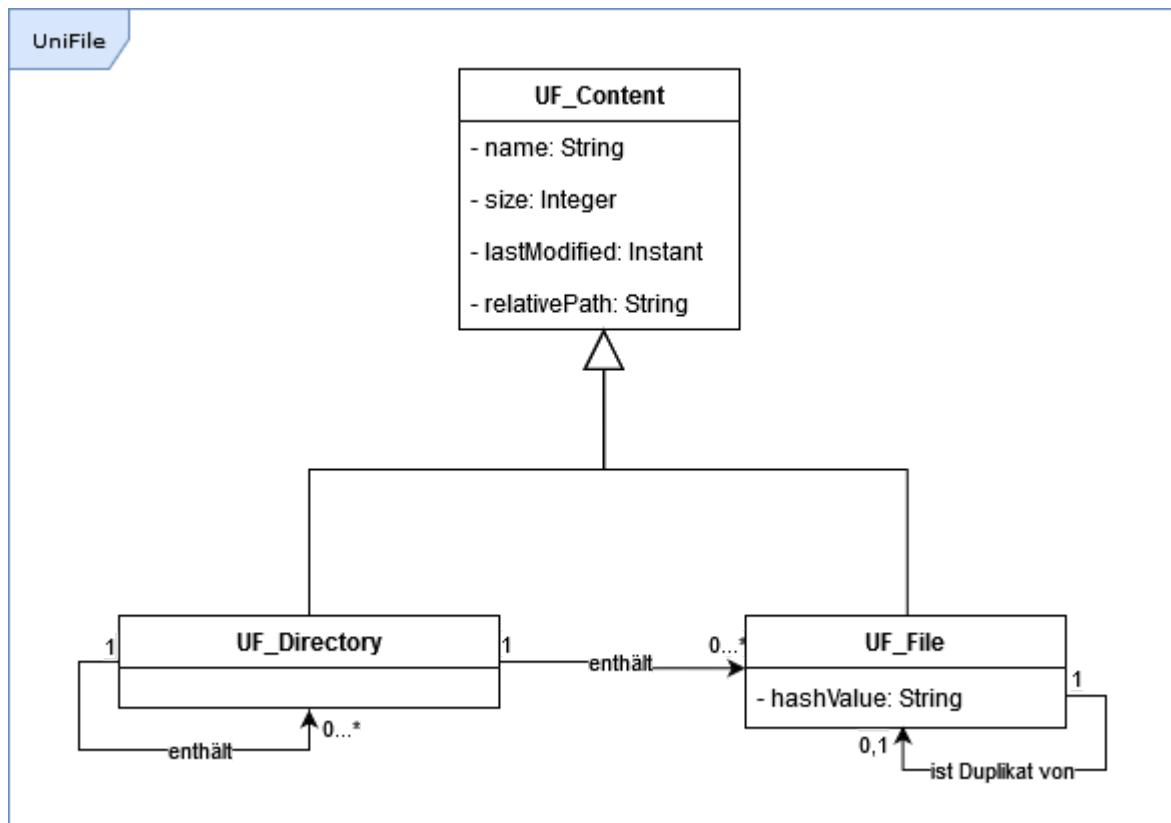 UniFile
UF_Content
- name: String
- size: Integer
- lastModified: Instant
- relativePath: String
UF_Directory
1
0...*
enthält
1
enthält
0...*
UF_File
- hashValue: String
1
0,1
ist Duplikat von